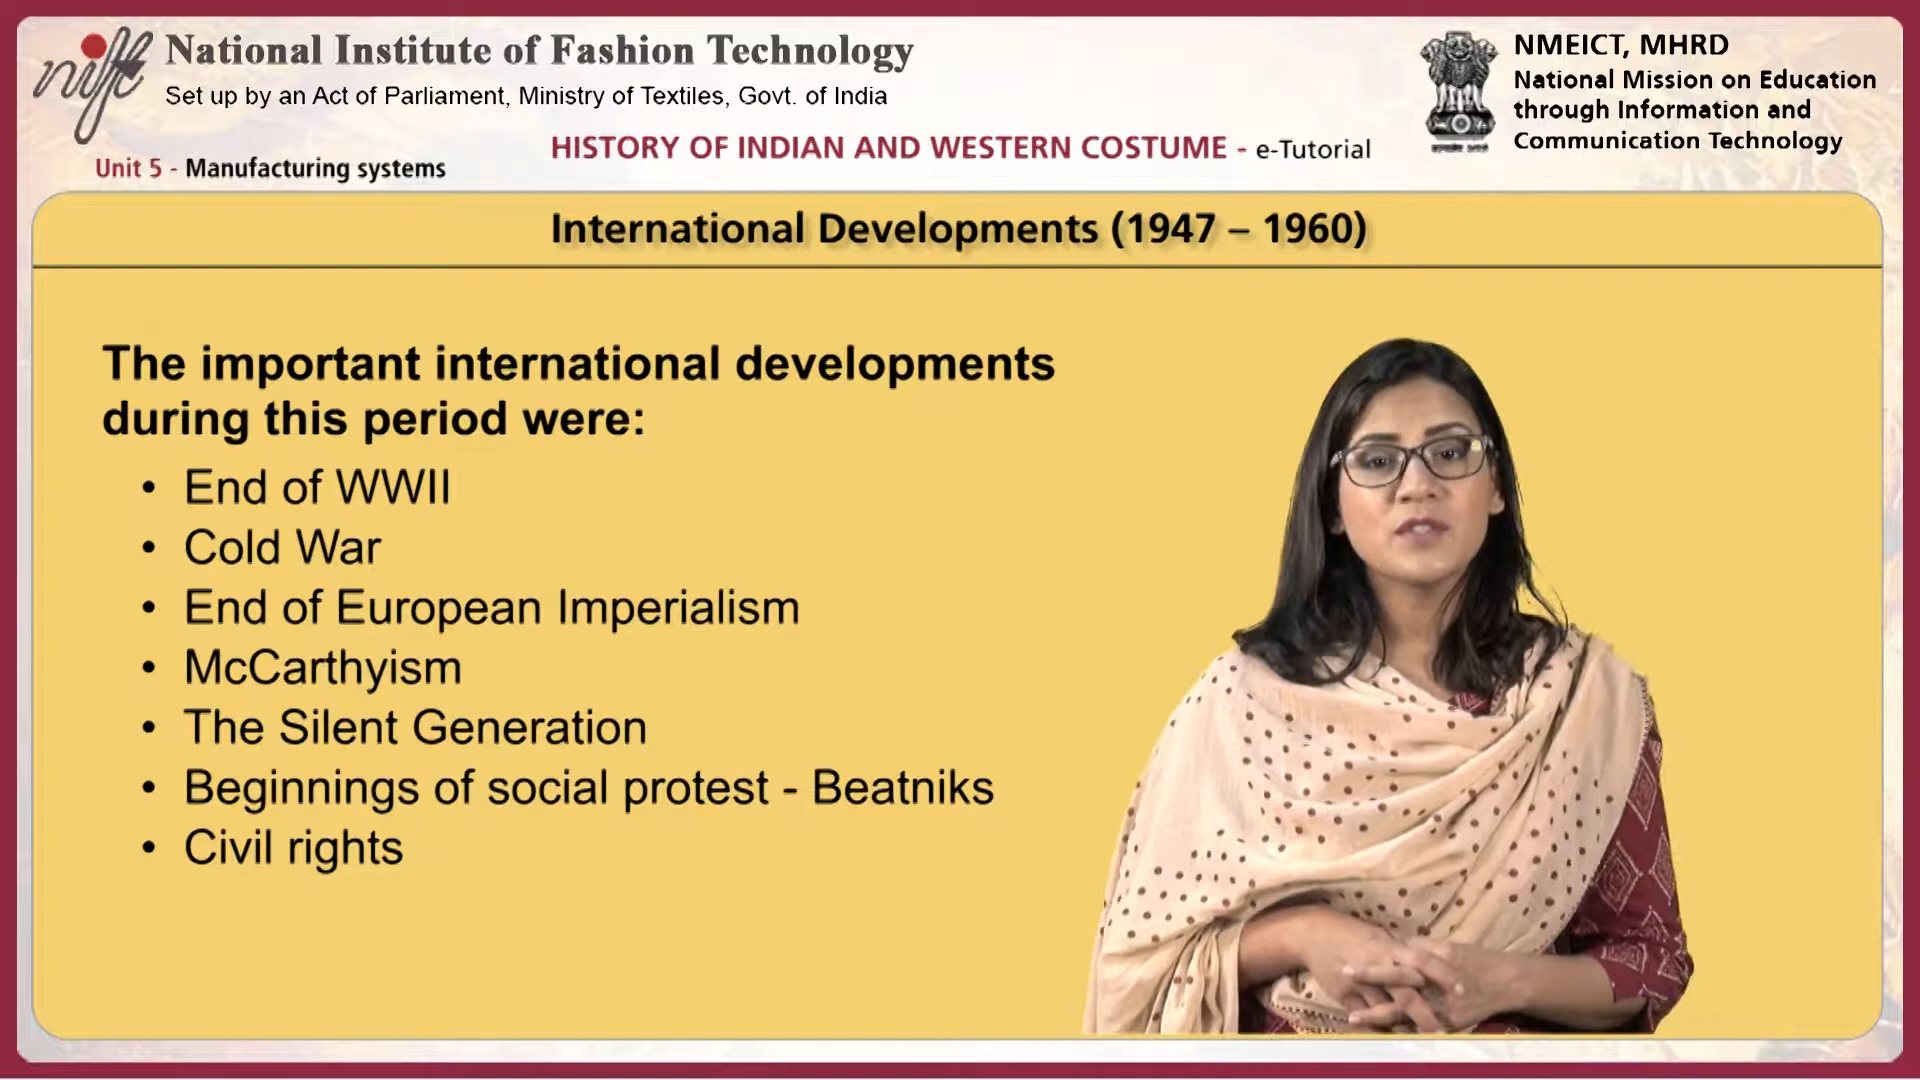 nift
National Institute of Fashion Technology
Set up by an Act of Parliament, Ministry of Textiles, Govt. of India
NMEICT, MHRD
National Mission on Education
through Information and
Communication Technology
HISTORY OF INDIAN AND WESTERN COSTUME - e-Tutorial
Unit 5 - Manufacturing systems
International Developments (1947 – 1960)
The important international developments
during this period were:
• End of WWII
• Cold War
• End of European Imperialism
• McCarthyism
• The Silent Generation
• Beginnings of social protest - Beatniks
• Civil rights